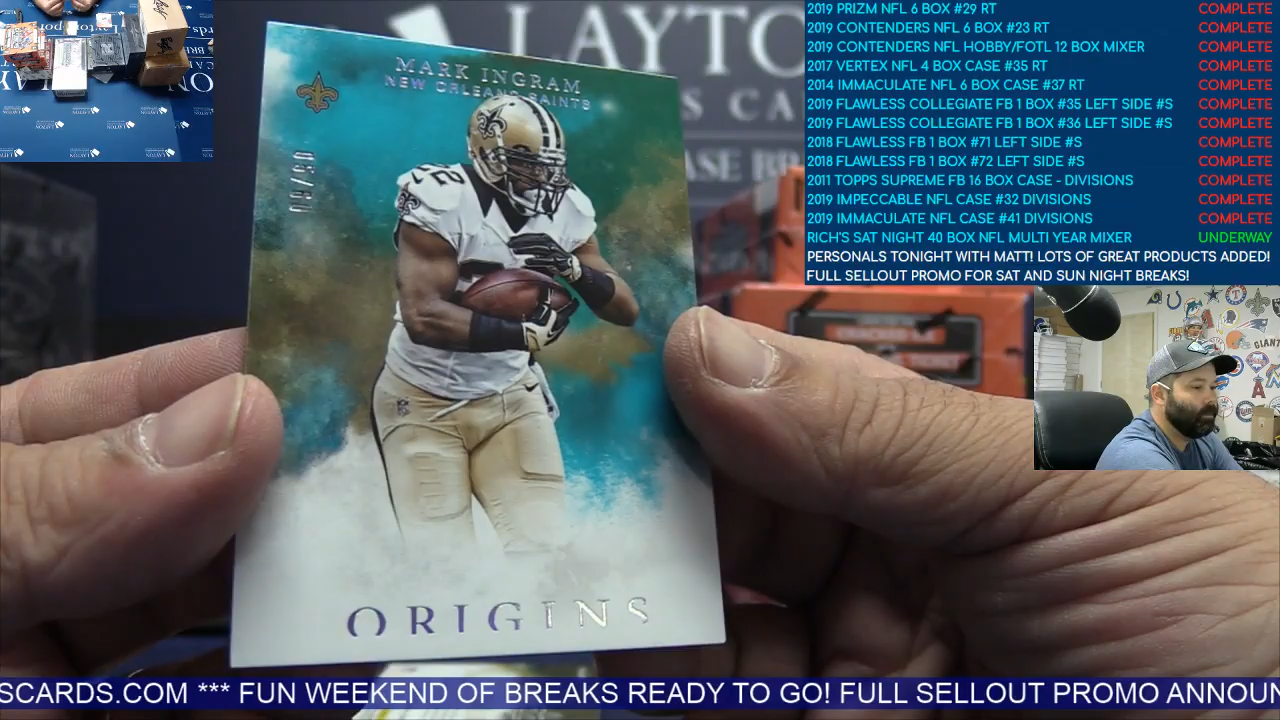 2019 PRIZM NFL 6 BOX #29 RT COMPLETE
2019 CONTENDERS NFL 6 BOX #23 RT COMPLETE
2019 CONTENDERS NFL HOBBY/FOTL 12 BOX MIXER COMPLETE
2017 VERTEX NFL 4 BOX CASE #35 RT COMPLETE
2014 IMMACULATE NFL 6 BOX CASE #37 RT COMPLETE
2019 FLAWLESS COLLEGIATE FB 1 BOX #35 LEFT SIDE #S COMPLETE
2019 FLAWLESS COLLEGIATE FB 1 BOX #36 LEFT SIDE #S COMPLETE
2018 FLAWLESS FB 1 BOX #71 LEFT SIDE #S COMPLETE
2018 FLAWLESS FB 1 BOX #72 LEFT SIDE #S COMPLETE
2011 TOPPS SUPREME FB 16 BOX CASE - DIVISIONS COMPLETE
2019 IMPECCABLE NFL CASE #32 DIVISIONS COMPLETE
2019 IMMACULATE NFL CASE #41 DIVISIONS COMPLETE
RICH'S SAT NIGHT 40 BOX NFL MULTI YEAR MIXER UNDERWAY
PERSONALS TONIGHT WITH MATT! LOTS OF GREAT PRODUCTS ADDED!
FULL SELLOUT PROMO FOR SAT AND SUN NIGHT BREAKS!
LAYTO
S CA
ASE BR
MARK INGRAM
NEW ORLEANS SAINTS
22
ORIGINS
GIANTS
SCARDS.COM *** FUN WEEKEND OF BREAKS READY TO GO! FULL SELLOUT PROMO ANNOUN